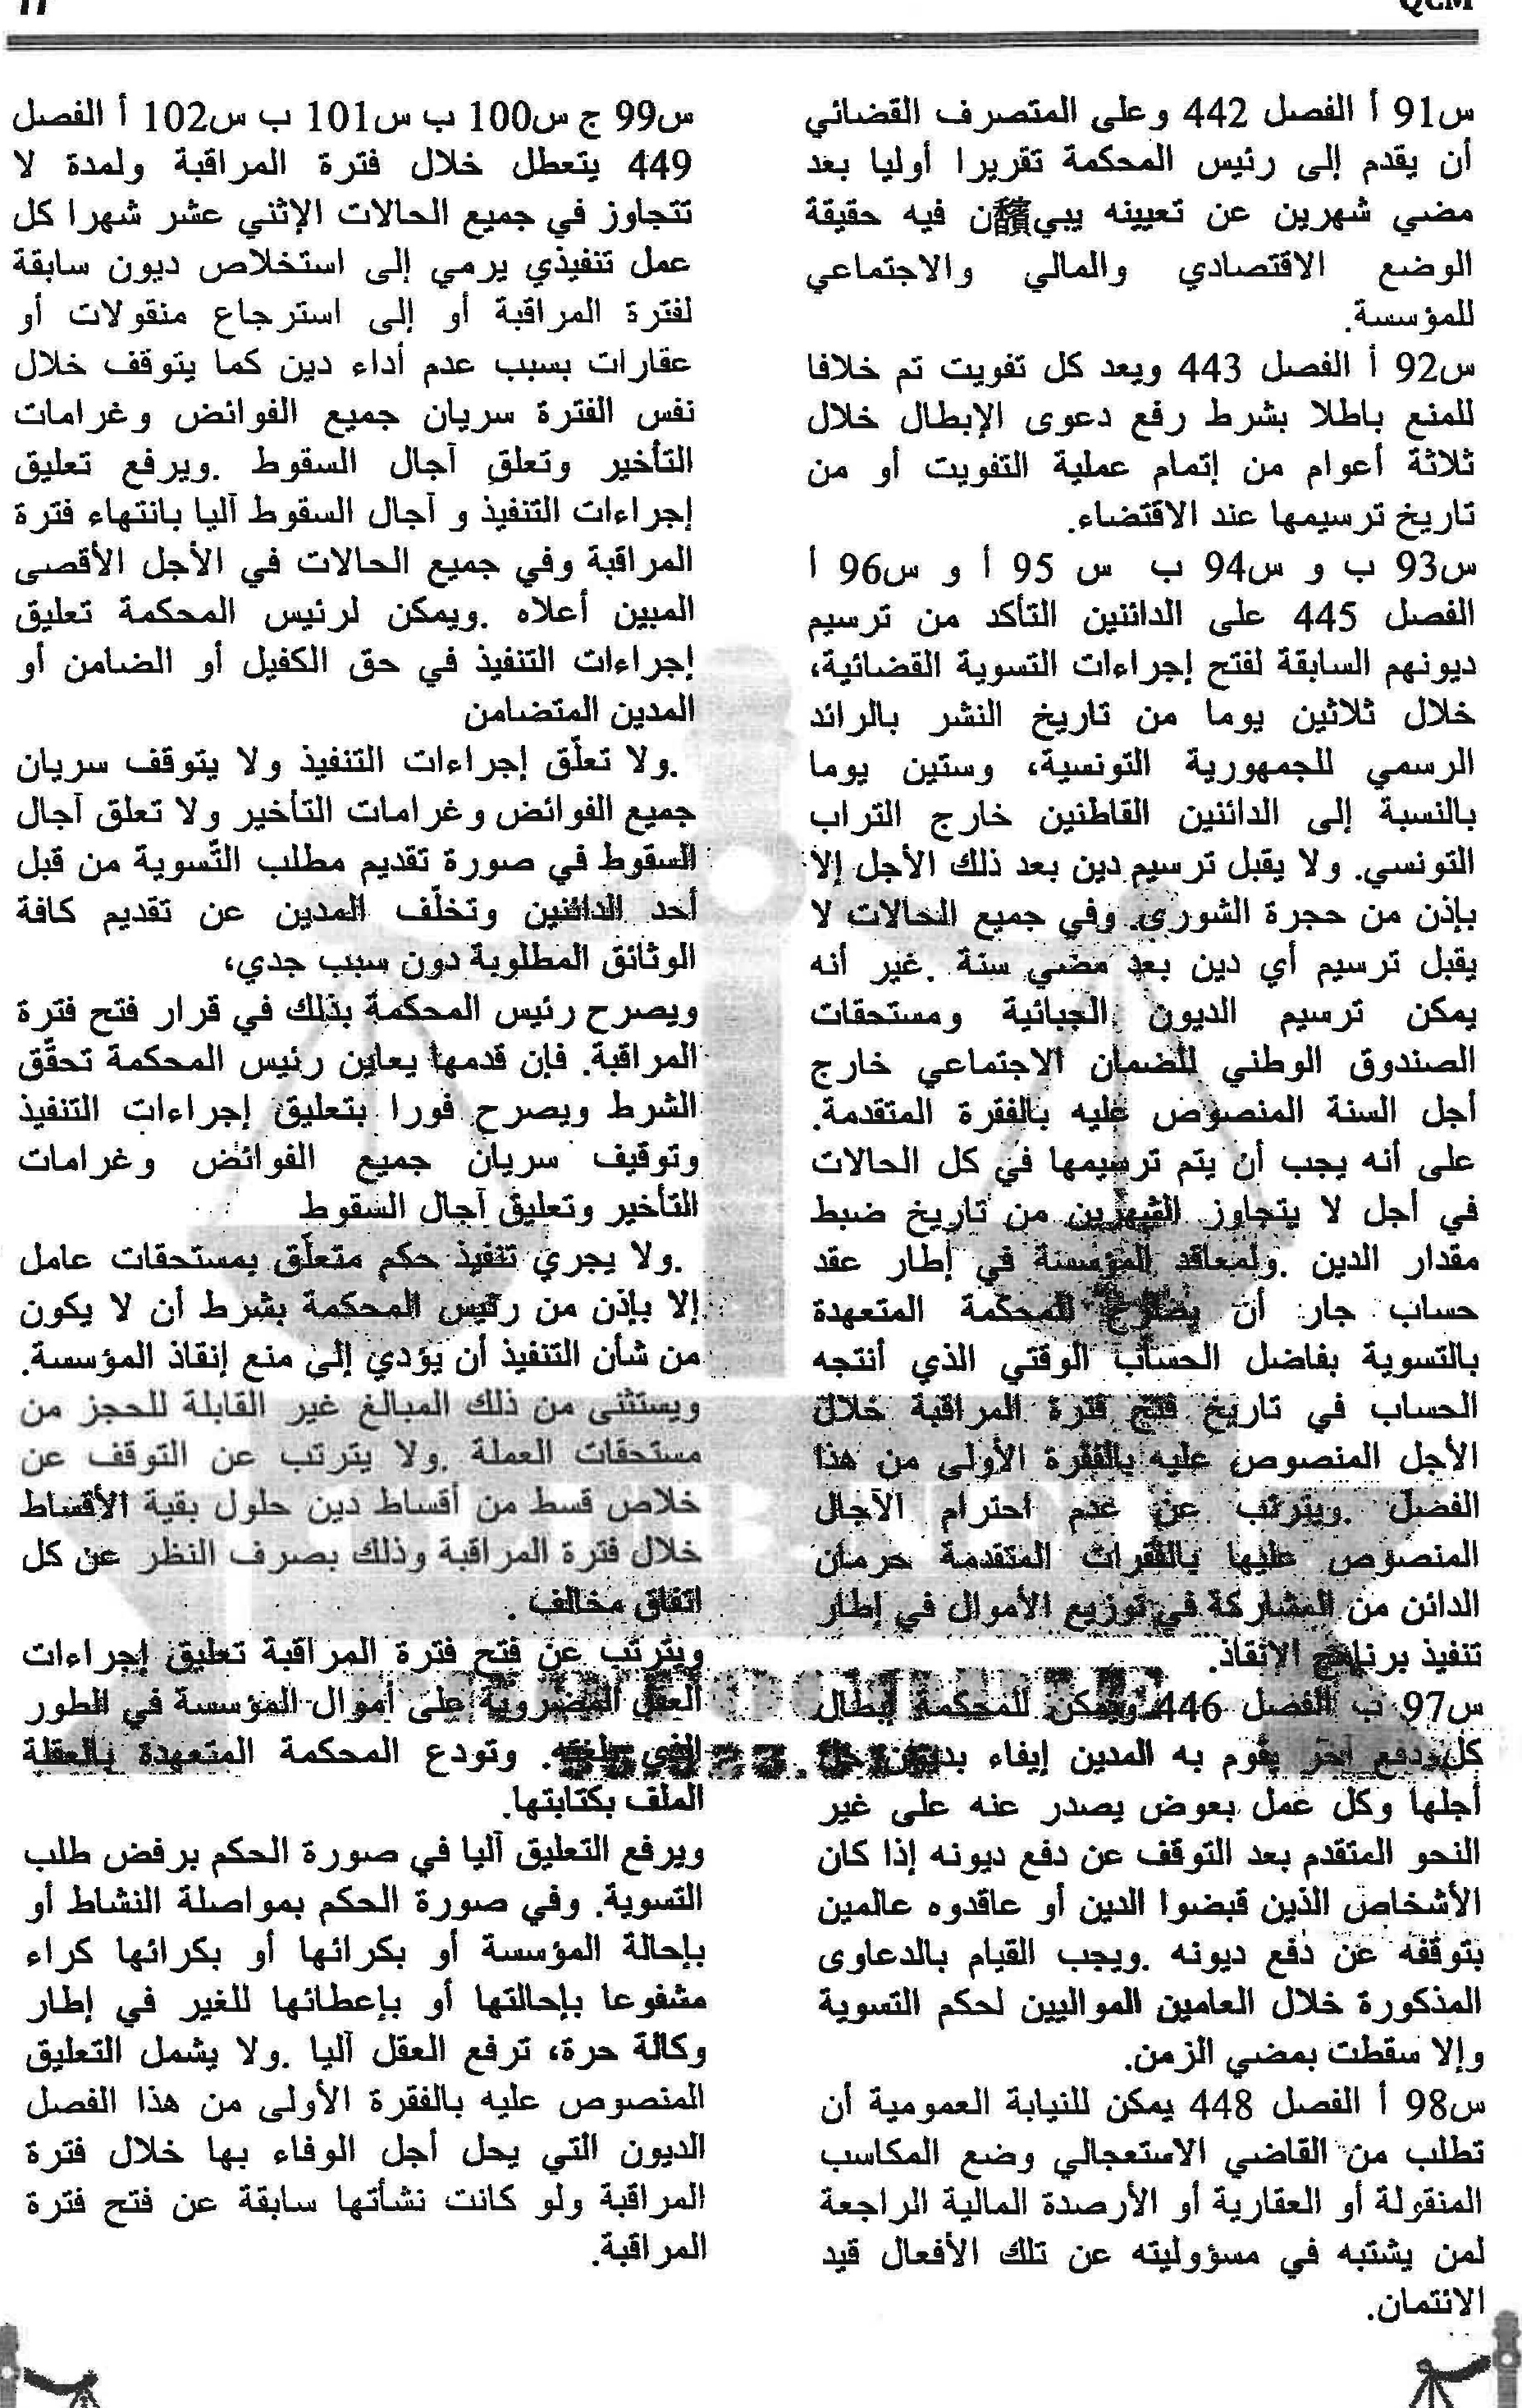 QCM
س91 أ الفصل 442 وعلى المتصرف القضائي
أن يقدم إلى رئيس المحكمة تقريرا أوليا بعد
مضي شهرين عن تعيينه يبي ن فيه حقيقة
الوضع الاقتصادي والمالي والاجتماعي
للمؤسسة.
س92 أ الفصل 443 ويعد كل تفويت تم خلافا
للمنع باطلا بشرط رفع دعوى الإبطال خلال
ثلاثة أعوام من إتمام عملية التفويت أو من
تاريخ ترسيمها عند الاقتضاء.
س93 ب و س94 ب س 95 أ و س96 أ
الفصل 445 على الدائنين التأكد من ترسيم
ديونهم السابقة لفتح إجراءات التسوية القضائية،
خلال ثلاثين يوما من تاريخ النشر بالرائد
الرسمي للجمهورية التونسية، وستين يوما
بالنسبة إلى الدائنين القاطنين خارج التراب
التونسي. ولا يقبل ترسيم دين بعد ذلك الأجل إلا
بإذن من حجرة الشورى. وفي جميع الحالات لا
يقبل ترسيم أي دين بعد مضي سنة .غير أنه
يمكن ترسيم الديون الجبائية ومستحقات
الصندوق الوطني للضمان الاجتماعي خارج
أجل السنة المنصوص عليه بالفقرة المتقدمة.
على أنه يجب أن يتم ترسيمها في كل الحالات
في أجل لا يتجاوز الشهرين من تاريخ ضبط
مقدار الدين .ولمعاقد المؤسسة في إطار عقد
حساب جار أن يصارح المحكمة المتعهدة
بالتسوية بفاضل الحساب الوقتي الذي أنتجه
الحساب في تاريخ فتح فترة المراقبة خلال
الأجل المنصوص عليه بالفقرة الأولى من هذا
الفصل .ويترتب عن عدم احترام الآجال
المنصوص عليها بالفقرات المتقدمة حرمان
الدائن من المشاركة في توزيع الأموال في إطار
تنفيذ برنامج الإنقاذ.
س97 ب الفصل 446 ويمكن للمحكمة إبطال
كل دفع آخر يقوم به المدين إيفاء بديون حل
أجلها وكل عمل بعوض يصدر عنه على غير
النحو المتقدم بعد التوقف عن دفع ديونه إذا كان
الأشخاص الذين قبضوا الدين أو عاقدوه عالمين
بتوقفه عن دفع ديونه .ويجب القيام بالدعاوى
المذكورة خلال العامين المواليين لحكم التسوية
وإلا سقطت بمضي الزمن.
س98 أ الفصل 448 يمكن للنيابة العمومية أن
تطلب من القاضي الاستعجالي وضع المكاسب
المنقولة أو العقارية أو الأرصدة المالية الراجعة
لمن يشتبه في مسؤوليته عن تلك الأفعال قيد
الائتمان.
س99 ج س100 ب س101 ب س102 أ الفصل
449 يتعطل خلال فترة المراقبة ولمدة لا
تتجاوز في جميع الحالات الإثني عشر شهرا كل
عمل تنفيذي يرمي إلى استخلاص ديون سابقة
لفترة المراقبة أو إلى استرجاع منقولات أو
عقارات بسبب عدم أداء دين كما يتوقف خلال
نفس الفترة سريان جميع الفوائض وغرامات
التأخير وتعلق آجال السقوط .ويرفع تعليق
إجراءات التنفيذ و آجال السقوط آليا بانتهاء فترة
المراقبة وفي جميع الحالات في الأجل الأقصى
المبين أعلاه .ويمكن لرئيس المحكمة تعليق
إجراءات التنفيذ في حق الكفيل أو الضامن أو
المدين المتضامن
.ولا تعلّق إجراءات التنفيذ ولا يتوقف سريان
جميع الفوائض وغرامات التأخير ولا تعلق آجال
السقوط في صورة تقديم مطلب التّسوية من قبل
أحد الدائنين وتخلّف المدين عن تقديم كافة
الوثائق المطلوبة دون سبب جدي،
ويصرح رئيس المحكمة بذلك في قرار فتح فترة
المراقبة. فإن قدمها يعاين رئيس المحكمة تحقّق
الشرط ويصرح فورا بتعليق إجراءات التنفيذ
وتوقيف سريان جميع الفوائض وغرامات
التأخير وتعليق آجال السقوط
.ولا يجري تنفيذ حكم متعلّق بمستحقات عامل
إلا بإذن من رئيس المحكمة بشرط أن لا يكون
من شأن التنفيذ أن يؤدي إلى منع إنقاذ المؤسسة.
ويستثنى من ذلك المبالغ غير القابلة للحجز من
مستحقات العملة .ولا يترتب عن التوقف عن
خلاص قسط من أقساط دين حلول بقية الأقساط
خلال فترة المراقبة وذلك بصرف النظر عن كل
اتفاق مخالف .
ويترتب عن فتح فترة المراقبة تعليق إجراءات
العقل المضروبة على أموال المؤسسة في الطور
الذي بلغته. وتودع المحكمة المتعهدة بالعقلة
الملف بكتابتها.
ويرفع التعليق آليا في صورة الحكم برفض طلب
التسوية. وفي صورة الحكم بمواصلة النشاط أو
بإحالة المؤسسة أو بكرائها أو بكرائها كراء
مشفوعا بإحالتها أو بإعطائها للغير في إطار
وكالة حرة، ترفع العقل آليا .ولا يشمل التعليق
المنصوص عليه بالفقرة الأولى من هذا الفصل
الديون التي يحل أجل الوفاء بها خلال فترة
المراقبة ولو كانت نشأتها سابقة عن فتح فترة
المراقبة.